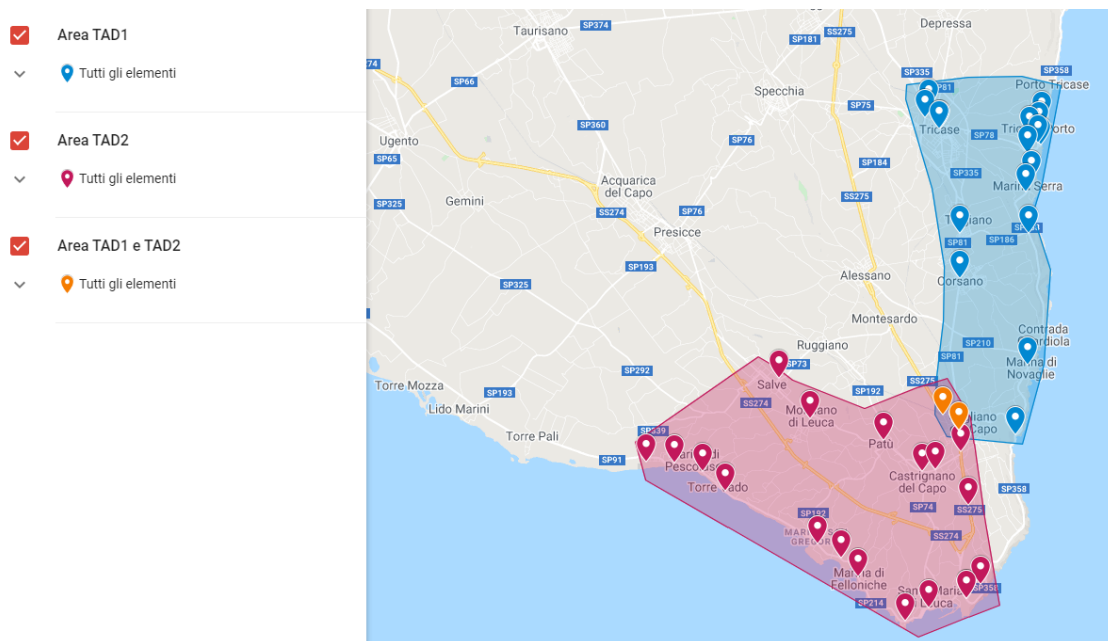 Area TAD1
Tutti gli elementi
Area TAD2
Tutti gli elementi
Area TAD1 e TAD2
Tutti gli elementi
SP374
Depressa
Taurisano
SP181
SS275
SP335
SP358
SP66
SP81
Porto Tricase
Specchia
SP75
SP360
Tricase
SP78
Ugento
SP76
SP65
SP184
SP335
Acquarica
del Capo
Marina Serra
SS275
Gemini
SP325
SS274
SP76
Presicce
SP81
SP186
SP193
Alessano
Corsano
SP325
Montesardo
Contrada
SP210
Ruggiano
SP81
Marina di
Novaglie
SP73
SP292
Salve
SS275
Torre Mozza
SP193
SP192
Lido Marini
SS274
di Leuca
Torre Pali
Patù
SP91
Castrignano
del Capo
SP358
SP74
SS275
SP192
SS274
Marina di
Felloniche
SP358
SP214